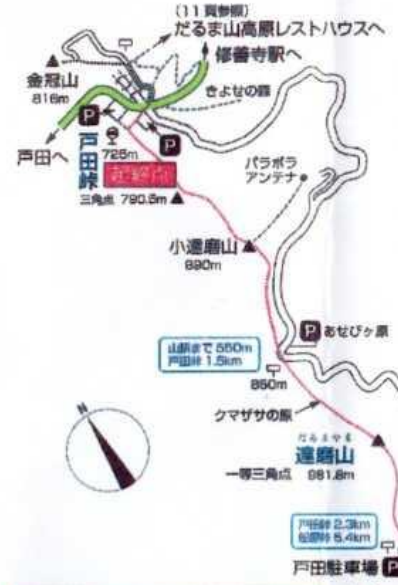 (11頁参照)
だるま山高原レストハウスへ
修善寺駅へ
金冠山
816m
きよせの森
P
戸田へ
戸田峠
725m
P
起終点
三角点 790.5m
パラボラ
アンテナ
小達磨山
890m
P あせびヶ原
山頂まで 550m
戸田峠 1.5km
850m
クマザサの原
N
だるまやま
達磨山
一等三角点 981.8m
戸田峠 2.3km
船原峠 5.4km
戸田駐車場 P